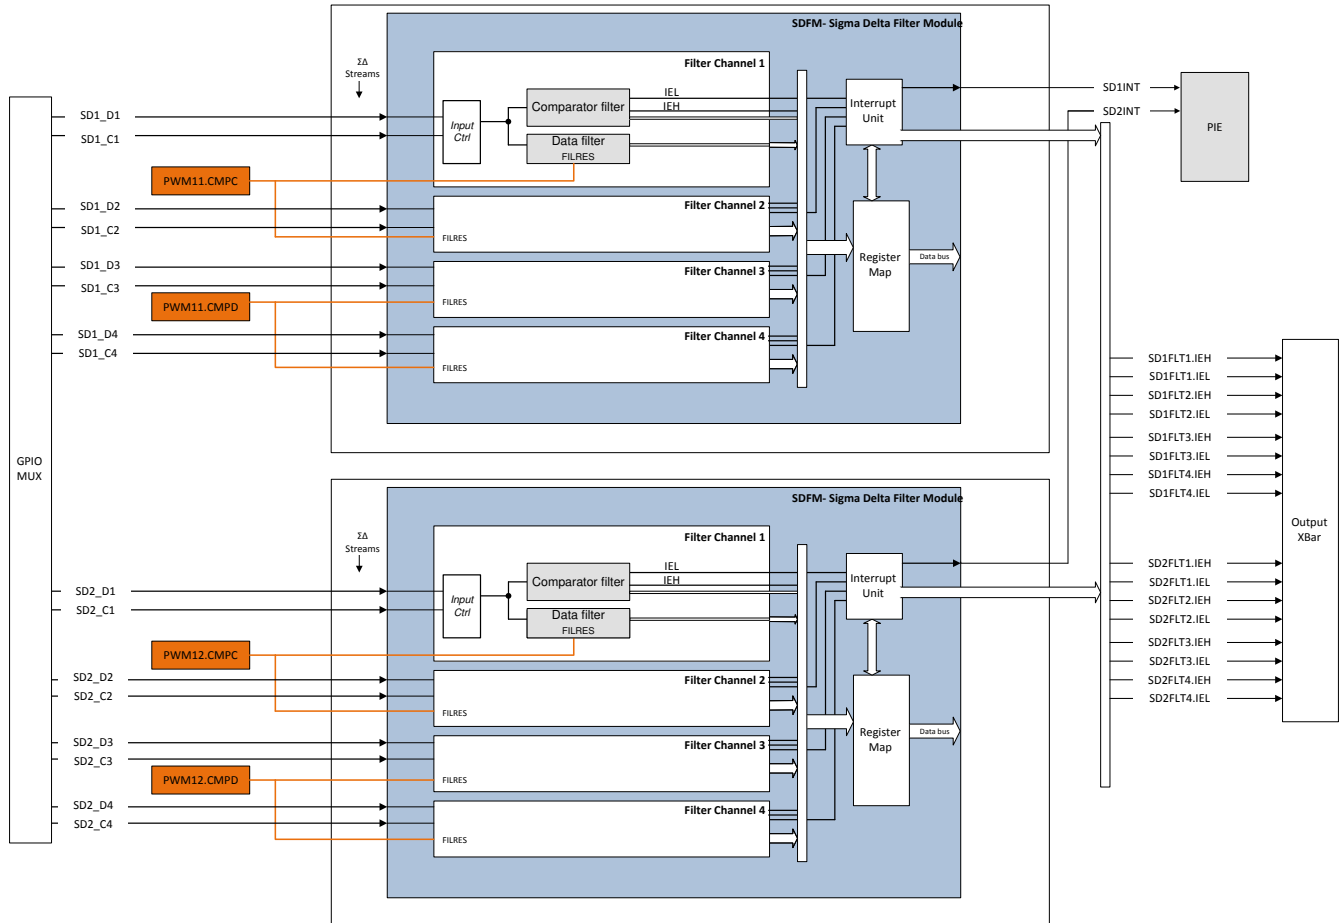 SDFM- Sigma Delta Filter Module
ΣΔ
Streams
Filter Channel 1
IEL
IEH
Comparator filter
Input
Ctrl
Data filter
FILRES
Interrupt
Unit
SD1_D1
SD1_C1
PWM11.CMPC
SD1_D2
SD1_C2
Filter Channel 2
FILRES
SD1_D3
SD1_C3
PWM11.CMPD
Filter Channel 3
FILRES
SD1_D4
SD1_C4
Filter Channel 4
FILRES
Register
Map
Data bus
SD1INT
SD2INT
PIE
GPIO
MUX
SD1FLT1.IEH
SD1FLT1.IEL
SD1FLT2.IEH
SD1FLT2.IEL
SD1FLT3.IEH
SD1FLT3.IEL
SD1FLT4.IEH
SD1FLT4.IEL
Output
XBar
SDFM- Sigma Delta Filter Module
ΣΔ
Streams
Filter Channel 1
IEL
IEH
Comparator filter
Input
Ctrl
Data filter
FILRES
Interrupt
Unit
SD2_D1
SD2_C1
PWM12.CMPC
SD2_D2
SD2_C2
Filter Channel 2
FILRES
SD2_D3
SD2_C3
PWM12.CMPD
Filter Channel 3
FILRES
SD2_D4
SD2_C4
Filter Channel 4
FILRES
Register
Map
Data bus
SD2FLT1.IEH
SD2FLT1.IEL
SD2FLT2.IEH
SD2FLT2.IEL
SD2FLT3.IEH
SD2FLT3.IEL
SD2FLT4.IEH
SD2FLT4.IEL